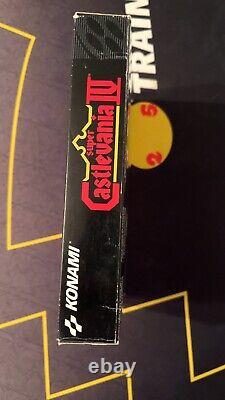 KONAMI
Super
Castlevania IV
TRAIN
2 5